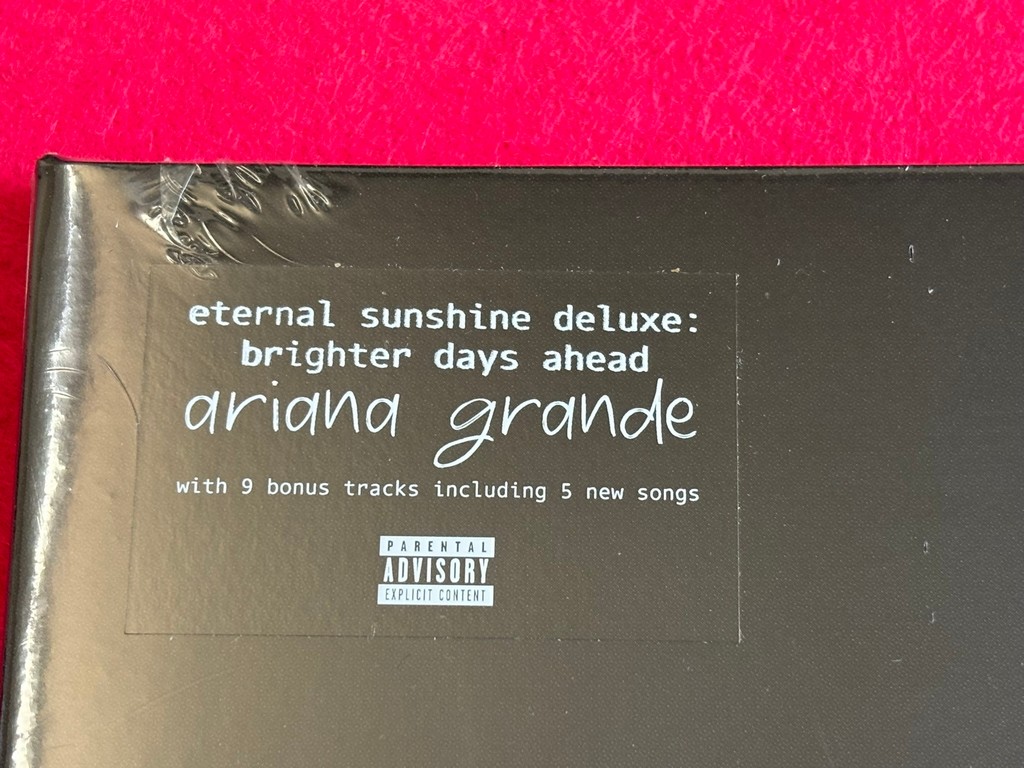 eternal sunshine deluxe:
brighter days ahead
ariana grande
with 9 bonus tracks including 5 new songs
PARENTAL
ADVISORY
EXPLICIT CONTENT